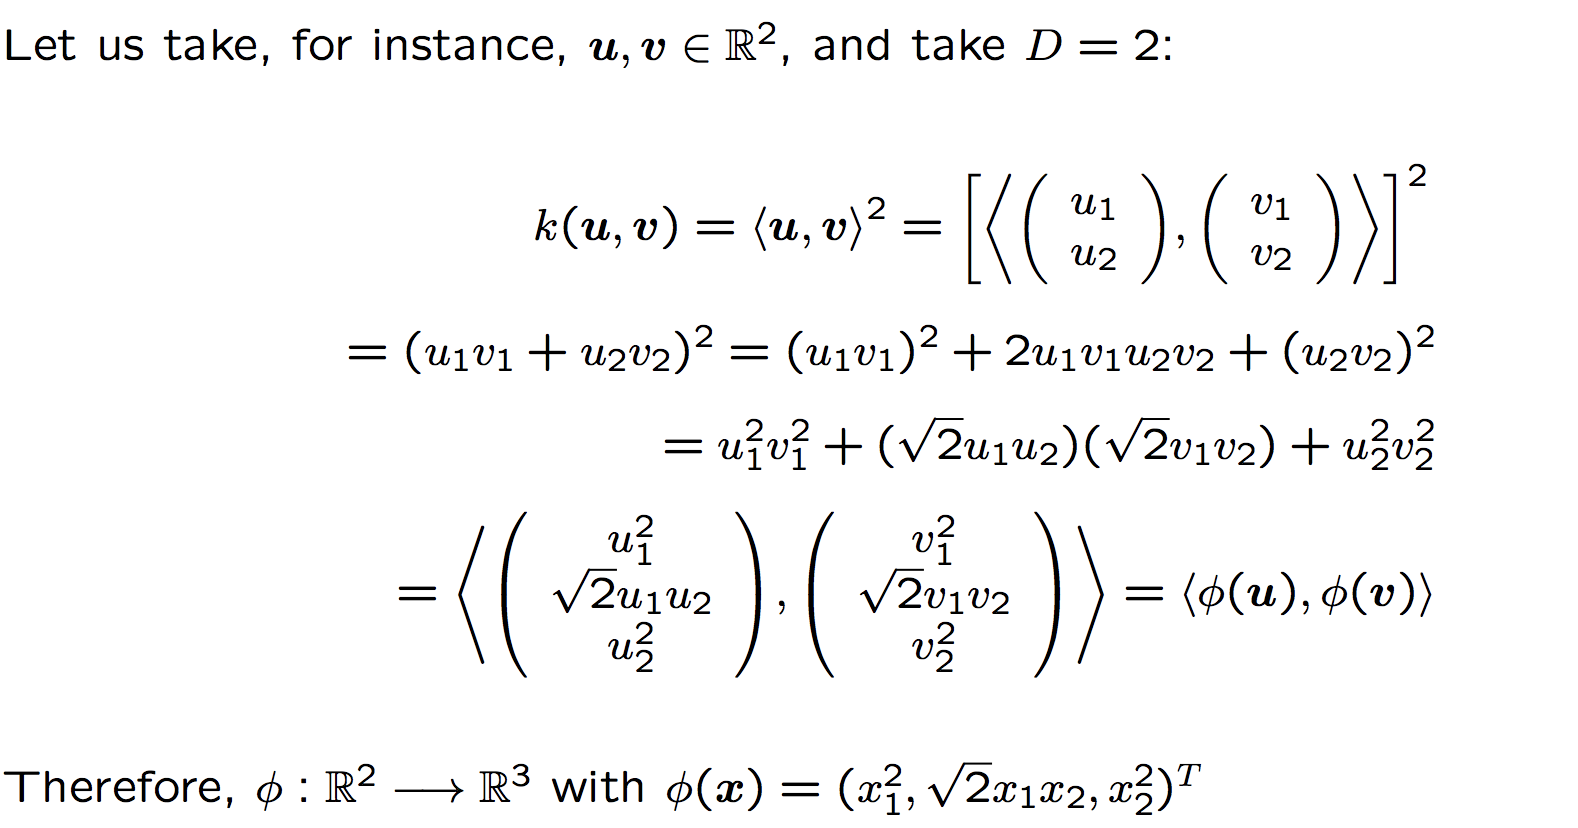 Let us take, for instance, u, v ∈ ℝ², and take D = 2:
k(u, v) = ⟨u, v⟩² = [⟨(u₁ u₂), (v₁ v₂)⟩]²
= (u₁v₁ + u₂v₂)² = (u₁v₁)² + 2u₁v₁u₂v₂ + (u₂v₂)²
= u₁²v₁² + (√2u₁u₂)(√2v₁v₂) + u₂²v₂²
= ⟨(u₁² √2u₁u₂ u₂²), (v₁² √2v₁v₂ v₂²)⟩ = ⟨ϕ(u), ϕ(v)⟩
Therefore, ϕ : ℝ² ⟶ ℝ³ with ϕ(x) = (x₁², √2x₁x₂, x₂²)ᵀ